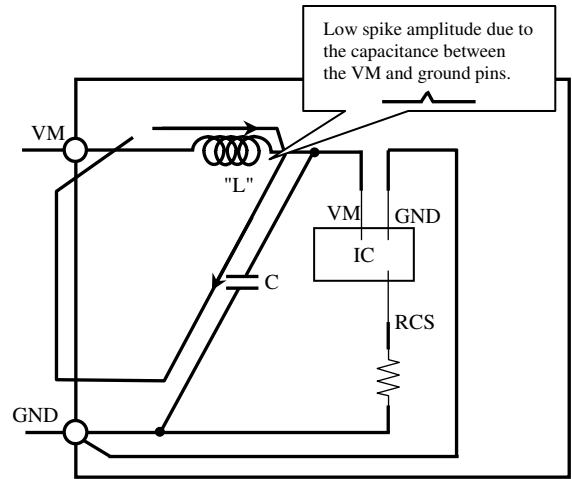 Low spike amplitude due to
the capacitance between
the VM and ground pins.
VM
"L"
VM
GND
IC
C
RCS
GND